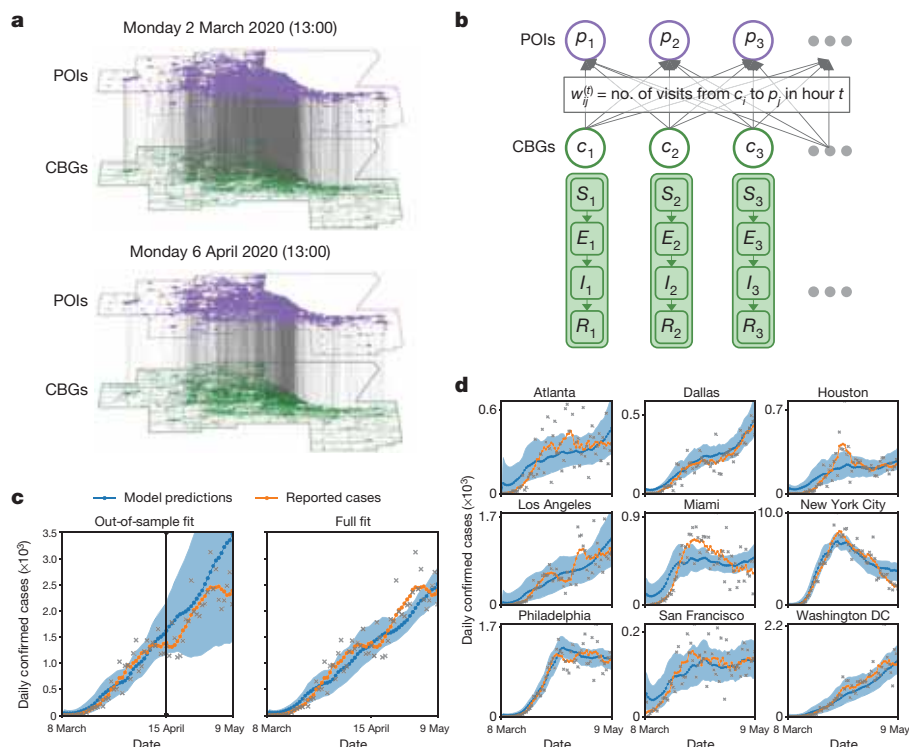 a
Monday 2 March 2020 (13:00)
POIs
CBGs
Monday 6 April 2020 (13:00)
POIs
CBGs
b
POIs
p1 p2 p3
w(t)ij = no. of visits from ci to pj in hour t
CBGs
c1 c2 c3
S1 S2 S3
E1 E2 E3
I1 I2 I3
R1 R2 R3
c
Model predictions Reported cases
Out-of-sample fit Full fit
Daily confirmed cases (×10³)
3.5
3.0
2.5
2.0
1.5
1.0
0.5
0
8 March 15 April 9 May
8 March 15 April 9 May
Date Date
d
Daily confirmed cases (×10³)
Atlanta Dallas Houston
0.6 0.5 0.7
0 0 0
Los Angeles Miami New York City
1.7 0.9 10.0
0 0 0
Philadelphia San Francisco Washington DC
1.7 0.2 2.2
0 0 0
8 March 9 May 8 March 9 May 8 March 9 May
Date Date Date